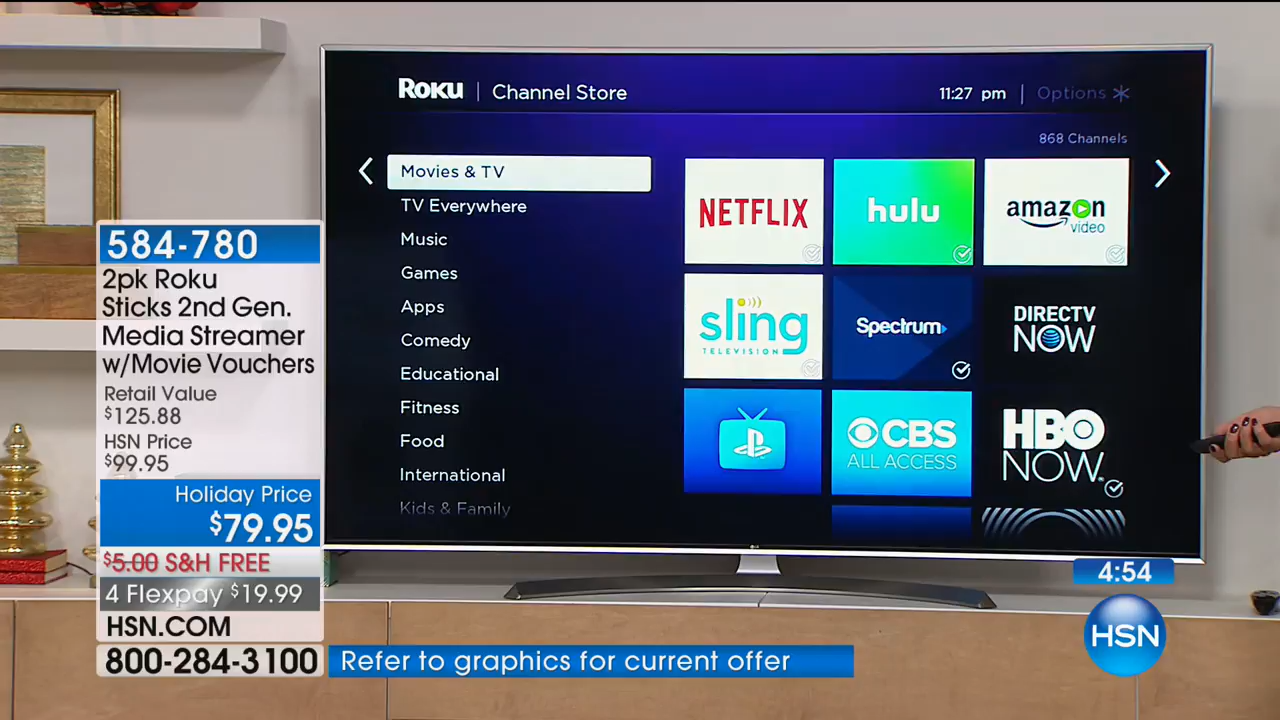 584-780
2pk Roku
Sticks 2nd Gen.
Media Streamer
w/Movie Vouchers
Retail Value
$125.88
HSN Price
$99.95
Holiday Price
$79.95
$5.00 S&H FREE
4 Flexpay $19.99
HSN.COM
800-284-3100
Refer to graphics for current offer
Roku | Channel Store
11:27 pm | Options
868 Channels
Movies & TV
TV Everywhere
Music
Games
Apps
Comedy
Educational
Fitness
Food
International
Kids & Family
NETFLIX
hulu
amazon
video
sling
TELEVISION
Spectrum
DIRECTV
NOW
CBS
ALL ACCESS
HBO
NOW
LG
4:54
HSN